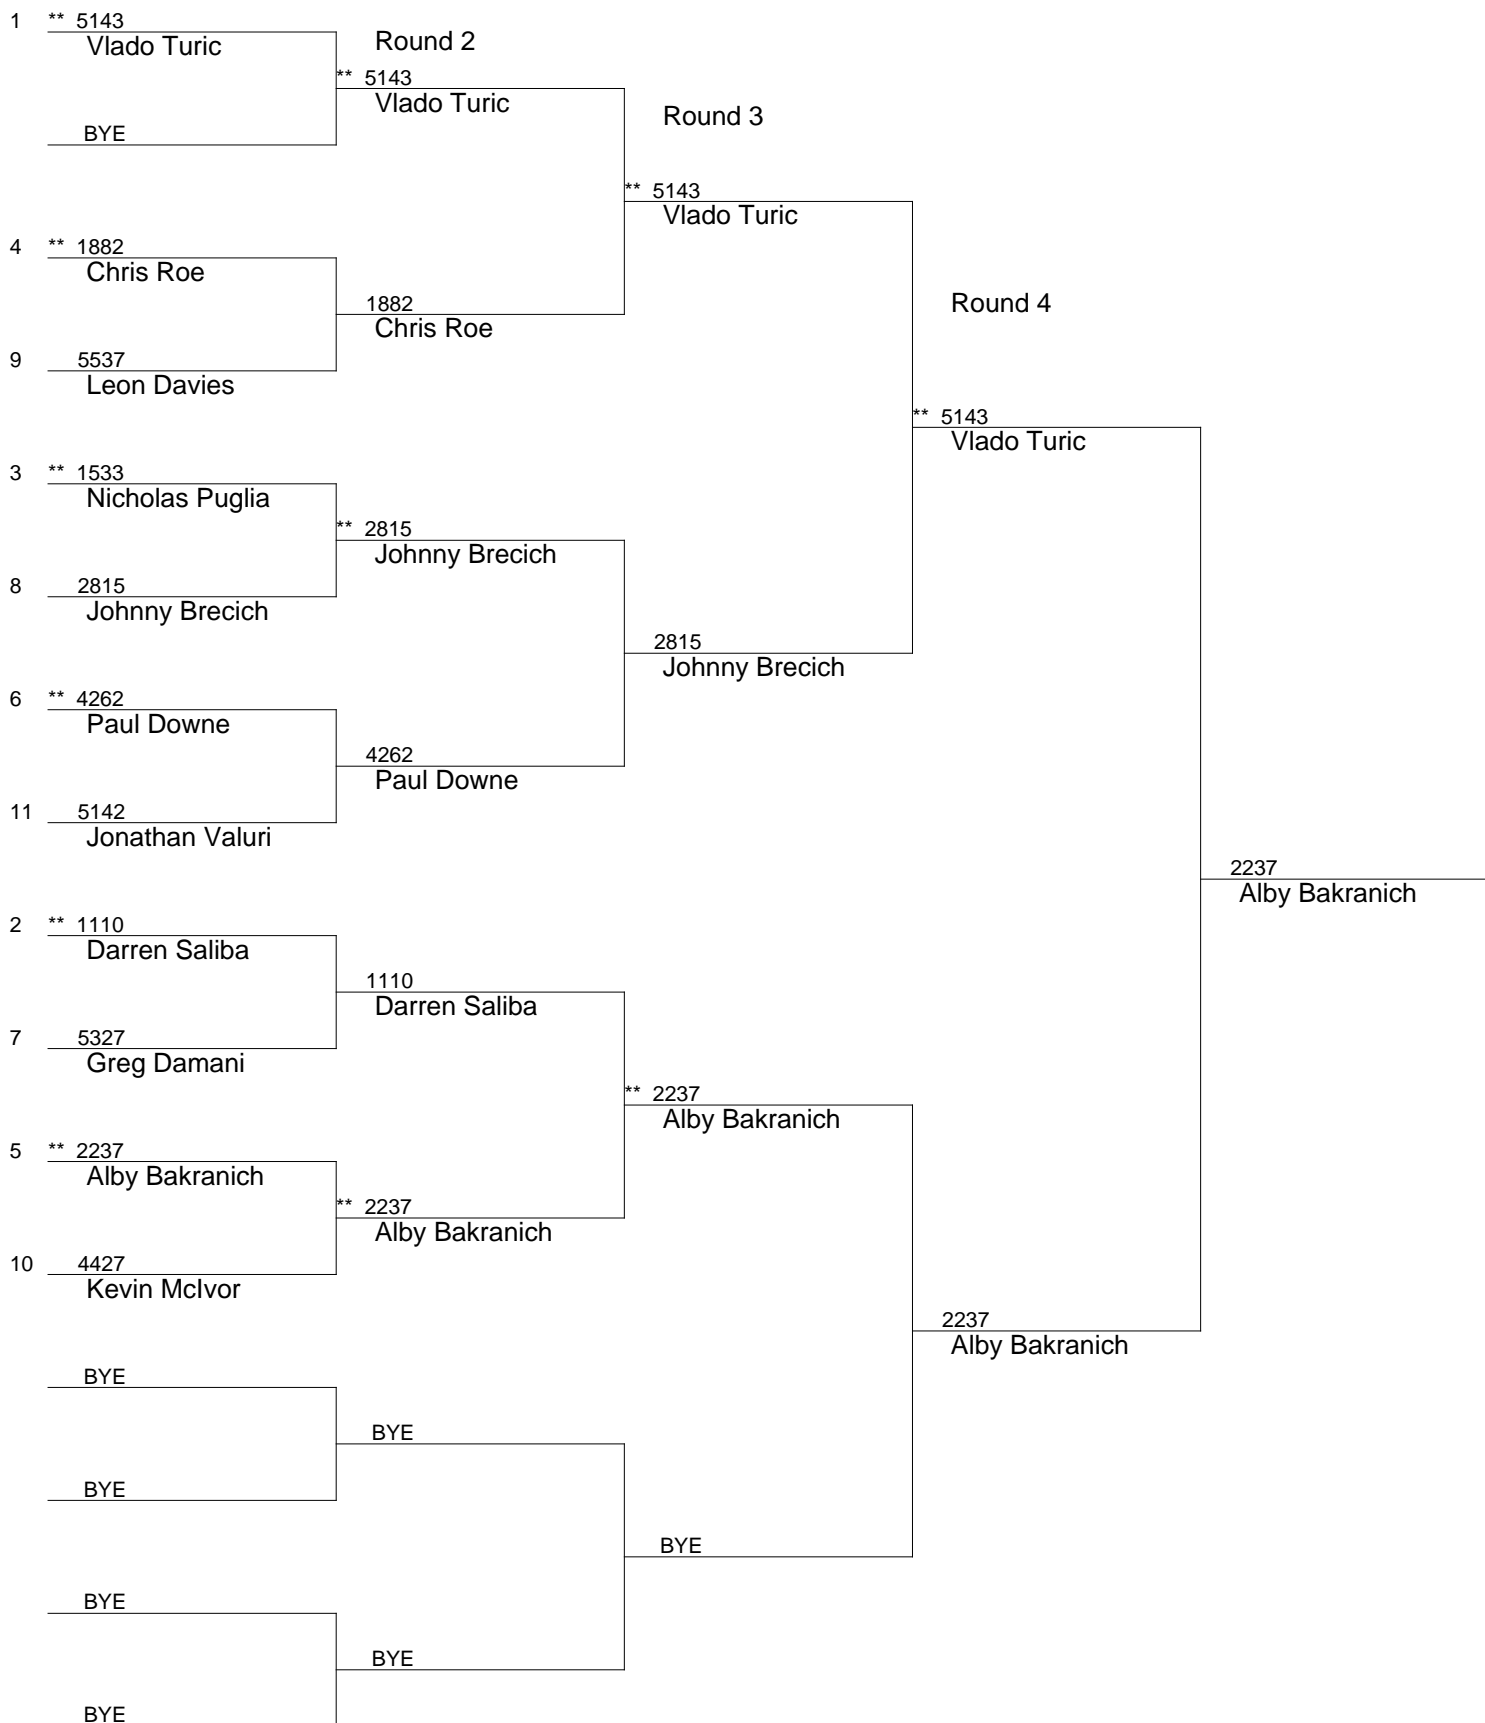 1 ** 5143
Vlado Turic
Round 2
** 5143
Vlado Turic
Round 3
BYE
** 5143
Vlado Turic
4 ** 1882
Chris Roe
Round 4
1882
Chris Roe
9 5537
Leon Davies
** 5143
Vlado Turic
3 ** 1533
Nicholas Puglia
** 2815
Johnny Brecich
8 2815
Johnny Brecich
2815
Johnny Brecich
6 ** 4262
Paul Downe
4262
Paul Downe
11 5142
Jonathan Valuri
2237
Alby Bakranich
2 ** 1110
Darren Saliba
1110
Darren Saliba
7 5327
Greg Damani
** 2237
Alby Bakranich
5 ** 2237
Alby Bakranich
** 2237
Alby Bakranich
10 4427
Kevin McIvor
2237
Alby Bakranich
BYE
BYE
BYE
BYE
BYE
BYE
BYE